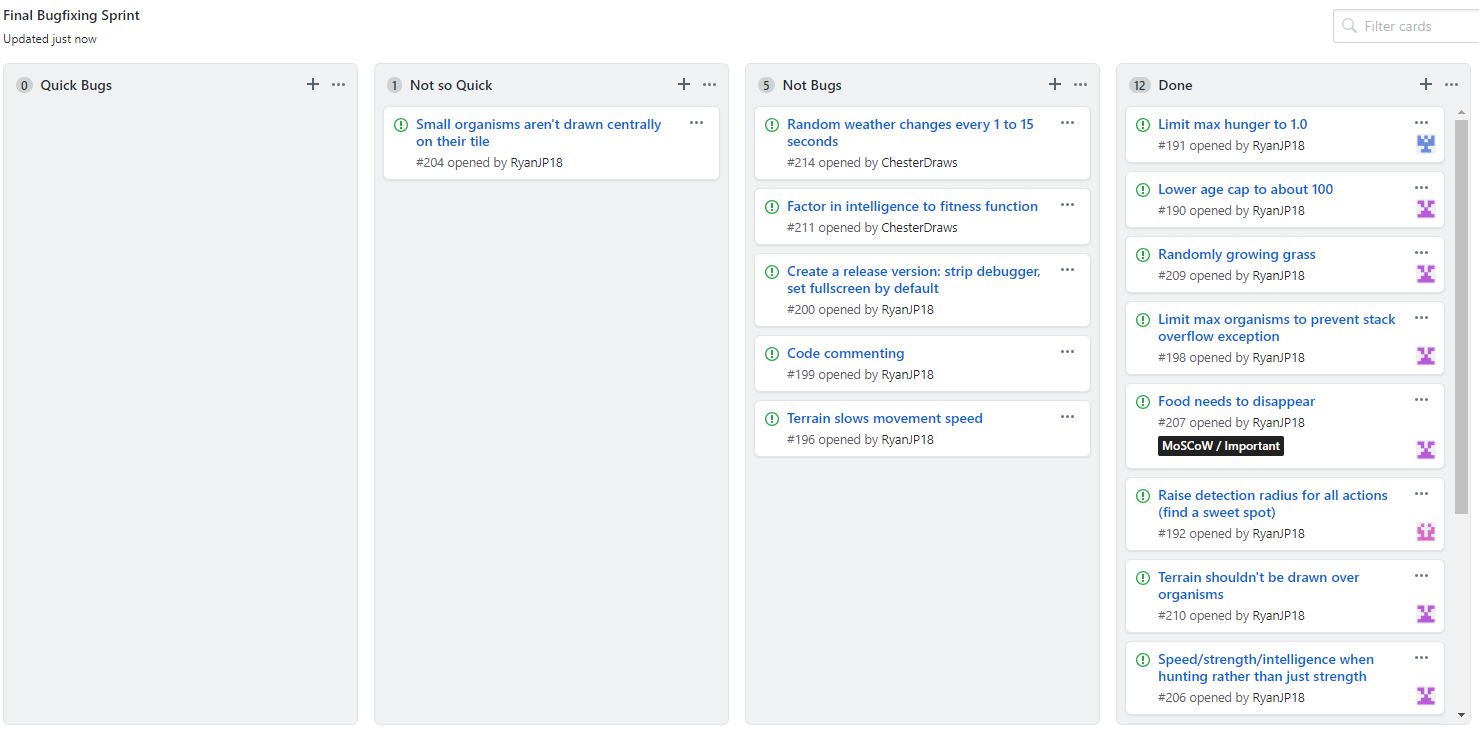 Final Bugfixing Sprint
Updated just now
Filter cards
0 Quick Bugs
1 Not so Quick
Small organisms aren't drawn centrally
on their tile
#204 opened by RyanJP18
5 Not Bugs
Random weather changes every 1 to 15
seconds
#214 opened by ChesterDraws
Factor in intelligence to fitness function
#211 opened by ChesterDraws
Create a release version: strip debugger,
set fullscreen by default
#200 opened by RyanJP18
Code commenting
#199 opened by RyanJP18
Terrain slows movement speed
#196 opened by RyanJP18
12 Done
Limit max hunger to 1.0
#191 opened by RyanJP18
Lower age cap to about 100
#190 opened by RyanJP18
Randomly growing grass
#209 opened by RyanJP18
Limit max organisms to prevent stack
overflow exception
#198 opened by RyanJP18
Food needs to disappear
#207 opened by RyanJP18
MoSCoW / Important
Raise detection radius for all actions
(find a sweet spot)
#192 opened by RyanJP18
Terrain shouldn't be drawn over
organisms
#210 opened by RyanJP18
Speed/strength/intelligence when
hunting rather than just strength
#206 opened by RyanJP18